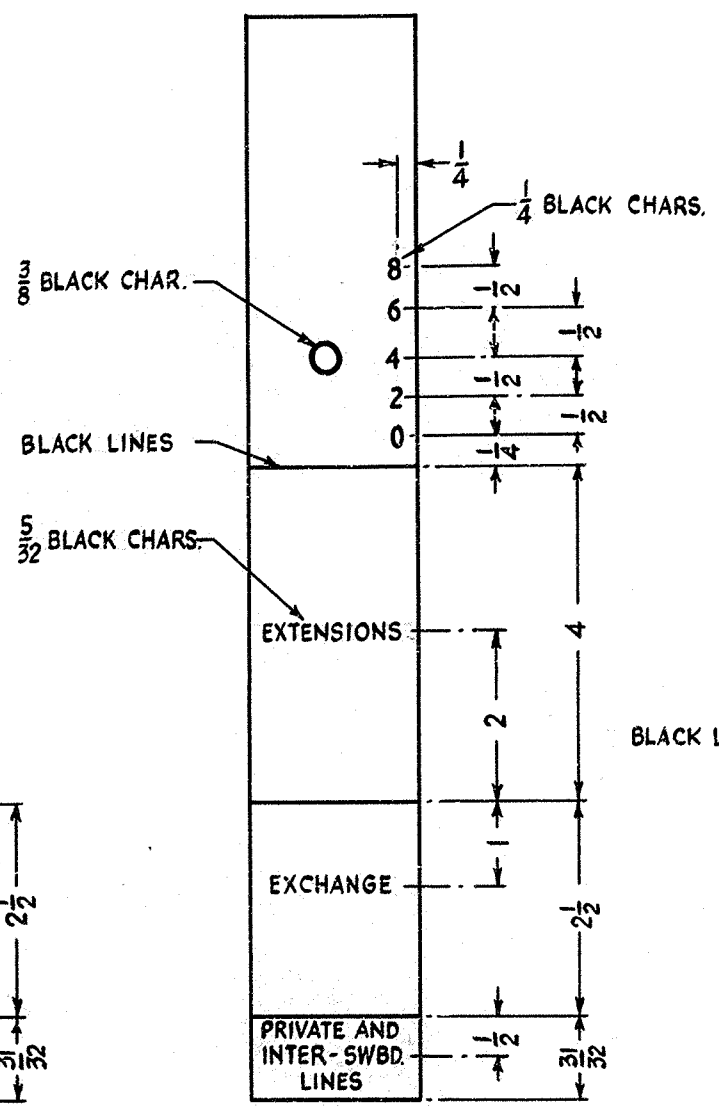 1/4
1/4 BLACK CHARS.
8
1/2
3/8 BLACK CHAR.
6
1/2
4
1/2
2
1/2
BLACK LINES
0
1/4
5/32 BLACK CHARS.
EXTENSIONS
4
2
BLACK L
1
EXCHANGE
2 1/2
2 1/2
PRIVATE AND
INTER-SWBD.
LINES
1/2
31/32
31/32